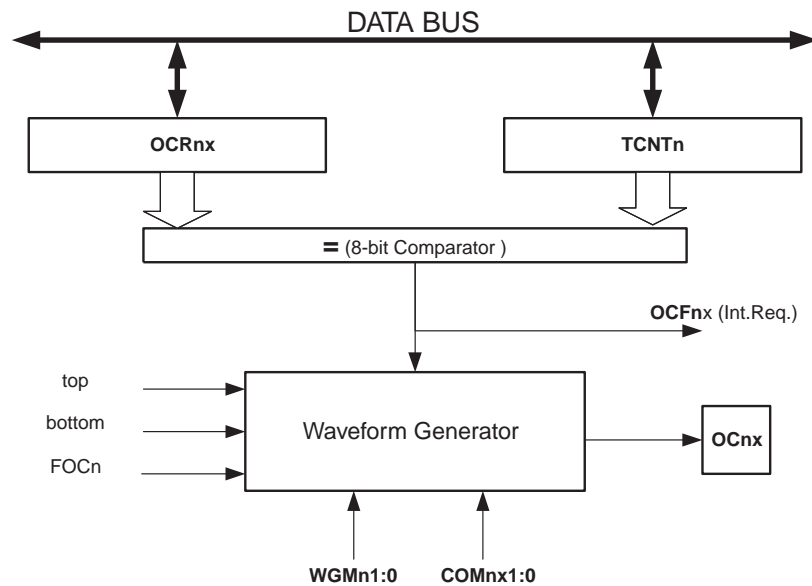 DATA BUS
OCRnx
TCNTn
= (8-bit Comparator )
OCFnx (Int.Req.)
top
bottom
FOCn
Waveform Generator
OCnx
WGMn1:0
COMnx1:0